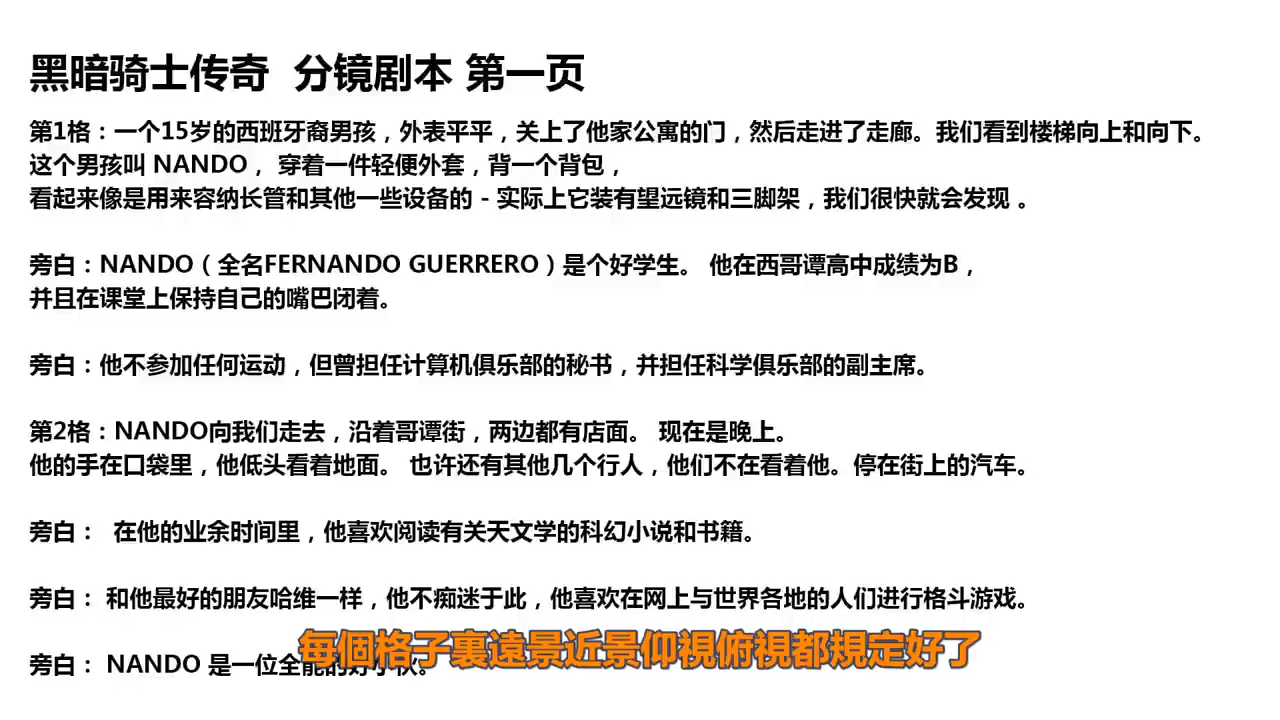 黑暗骑士传奇 分镜剧本 第一页
第1格：一个15岁的西班牙裔男孩，外表平平，关上了他家公寓的门，然后走进了走廊。我们看到楼梯向上和向下。
这个男孩叫 NANDO， 穿着一件轻便外套，背一个背包，
看起来像是用来容纳长管和其他一些设备的 - 实际上它装有望远镜和三脚架，我们很快就会发现 。
旁白：NANDO（全名FERNANDO GUERRERO）是个好学生。 他在西哥谭高中成绩为B，
并且在课堂上保持自己的嘴巴闭着。
旁白：他不参加任何运动，但曾担任计算机俱乐部的秘书，并担任科学俱乐部的副主席。
第2格：NANDO向我们走去，沿着哥谭街，两边都有店面。 现在是晚上。
他的手在口袋里，他低头看着地面。 也许还有其他几个行人，他们不在看着他。停在街上的汽车。
旁白： 在他的业余时间里，他喜欢阅读有关天文学的科幻小说和书籍。
旁白： 和他最好的朋友哈维一样，他不痴迷于此，他喜欢在网上与世界各地的人们进行格斗游戏。
每個格子裏遠景近景仰視俯視都規定好了
旁白： NANDO 是一位全能的好小伙。